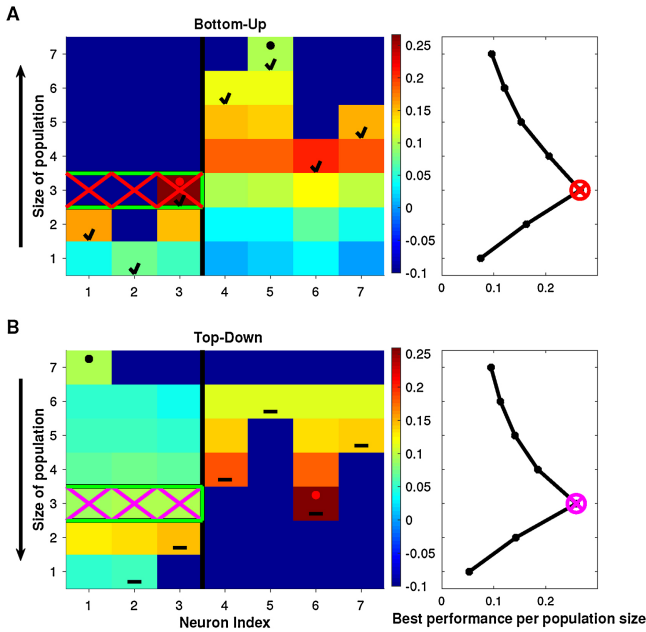 A
Bottom-Up
Size of population
7
6
5
4
3
2
1
1 2 3 4 5 6 7
0.25
0.2
0.15
0.1
0.05
0
-0.05
-0.1
0 0.1 0.2
B
Top-Down
Size of population
7
6
5
4
3
2
1
1 2 3 4 5 6 7
Neuron Index
0.25
0.2
0.15
0.1
0.05
0
-0.05
-0.1
0 0.1 0.2
Best performance per population size